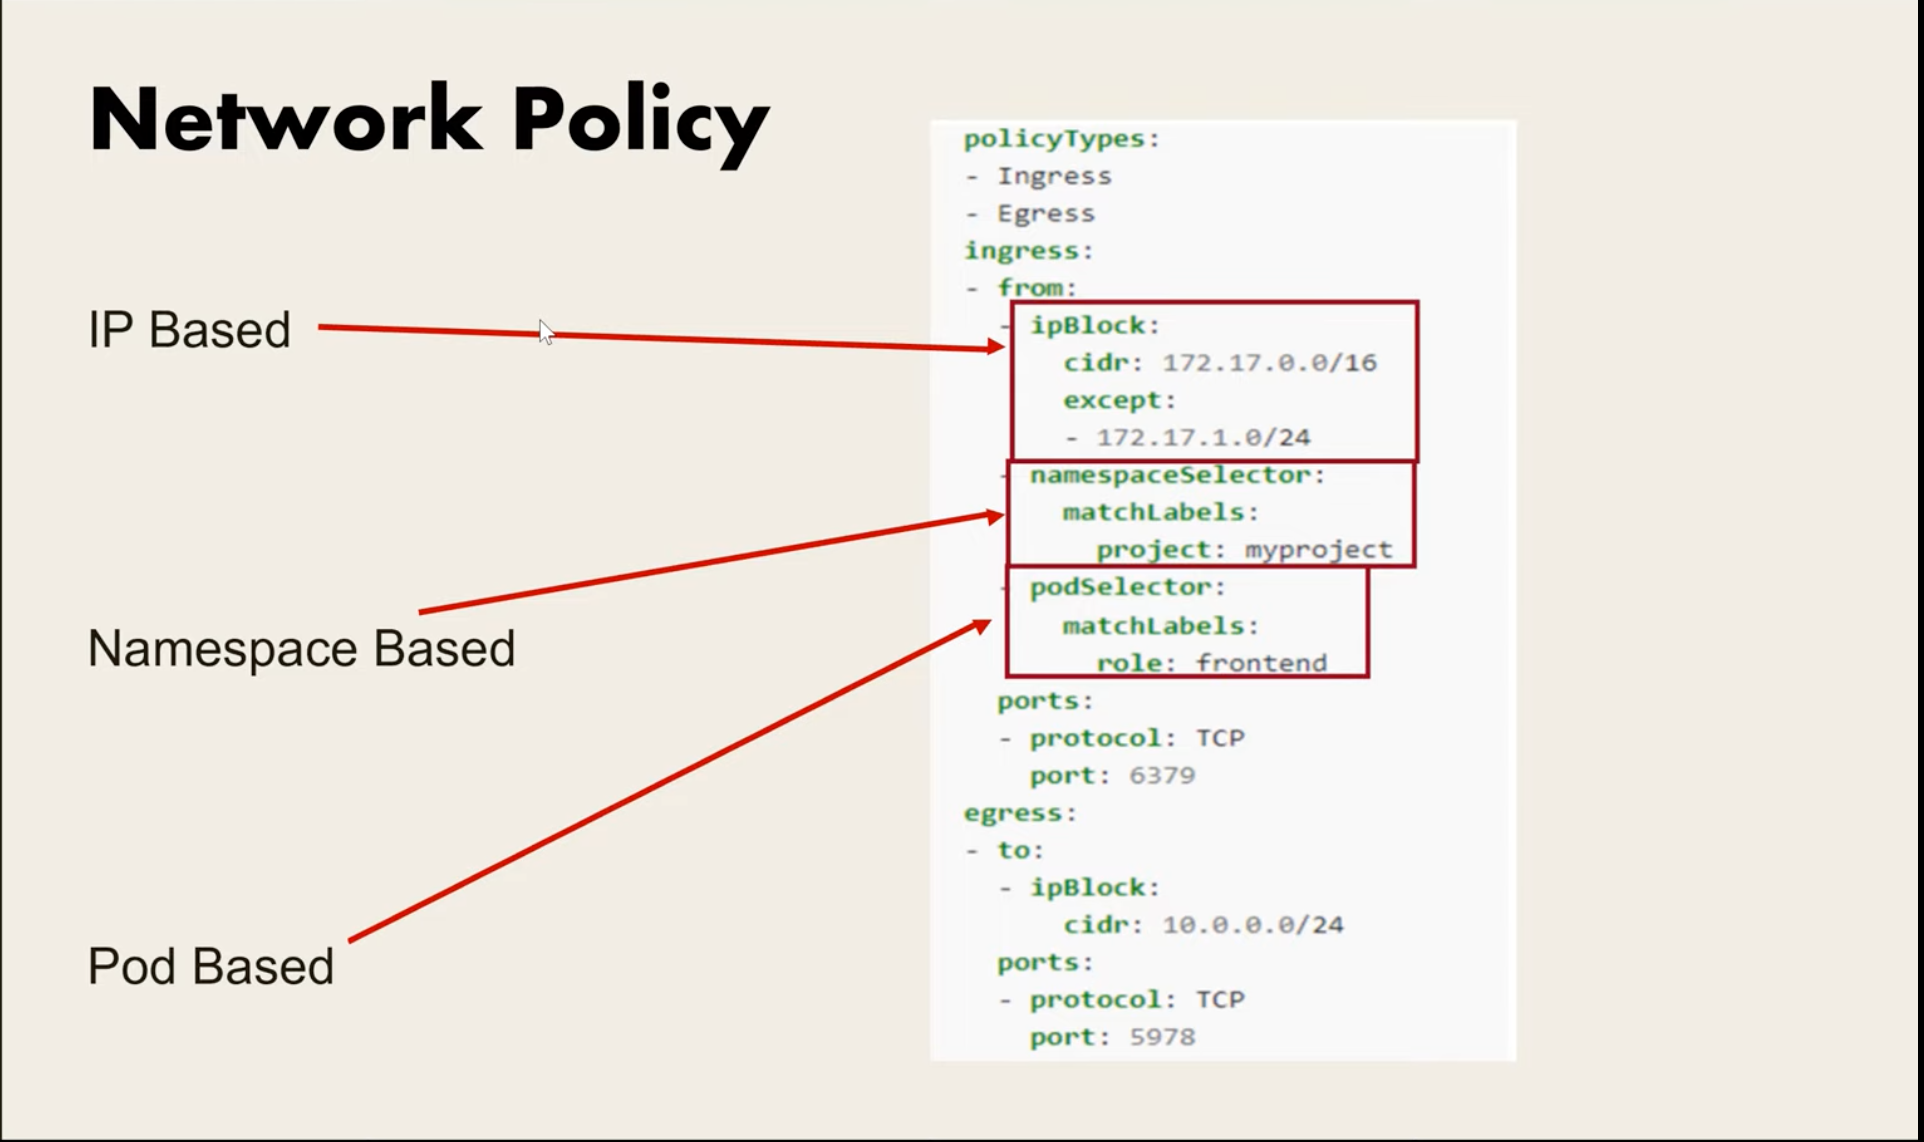 Network Policy
IP Based
Namespace Based
Pod Based
policyTypes:
- Ingress
- Egress
ingress:
- from:
- ipBlock:
cidr: 172.17.0.0/16
except:
- 172.17.1.0/24
- namespaceSelector:
matchLabels:
project: myproject
- podSelector:
matchLabels:
role: frontend
ports:
- protocol: TCP
port: 6379
egress:
- to:
- ipBlock:
cidr: 10.0.0.0/24
ports:
- protocol: TCP
port: 5978